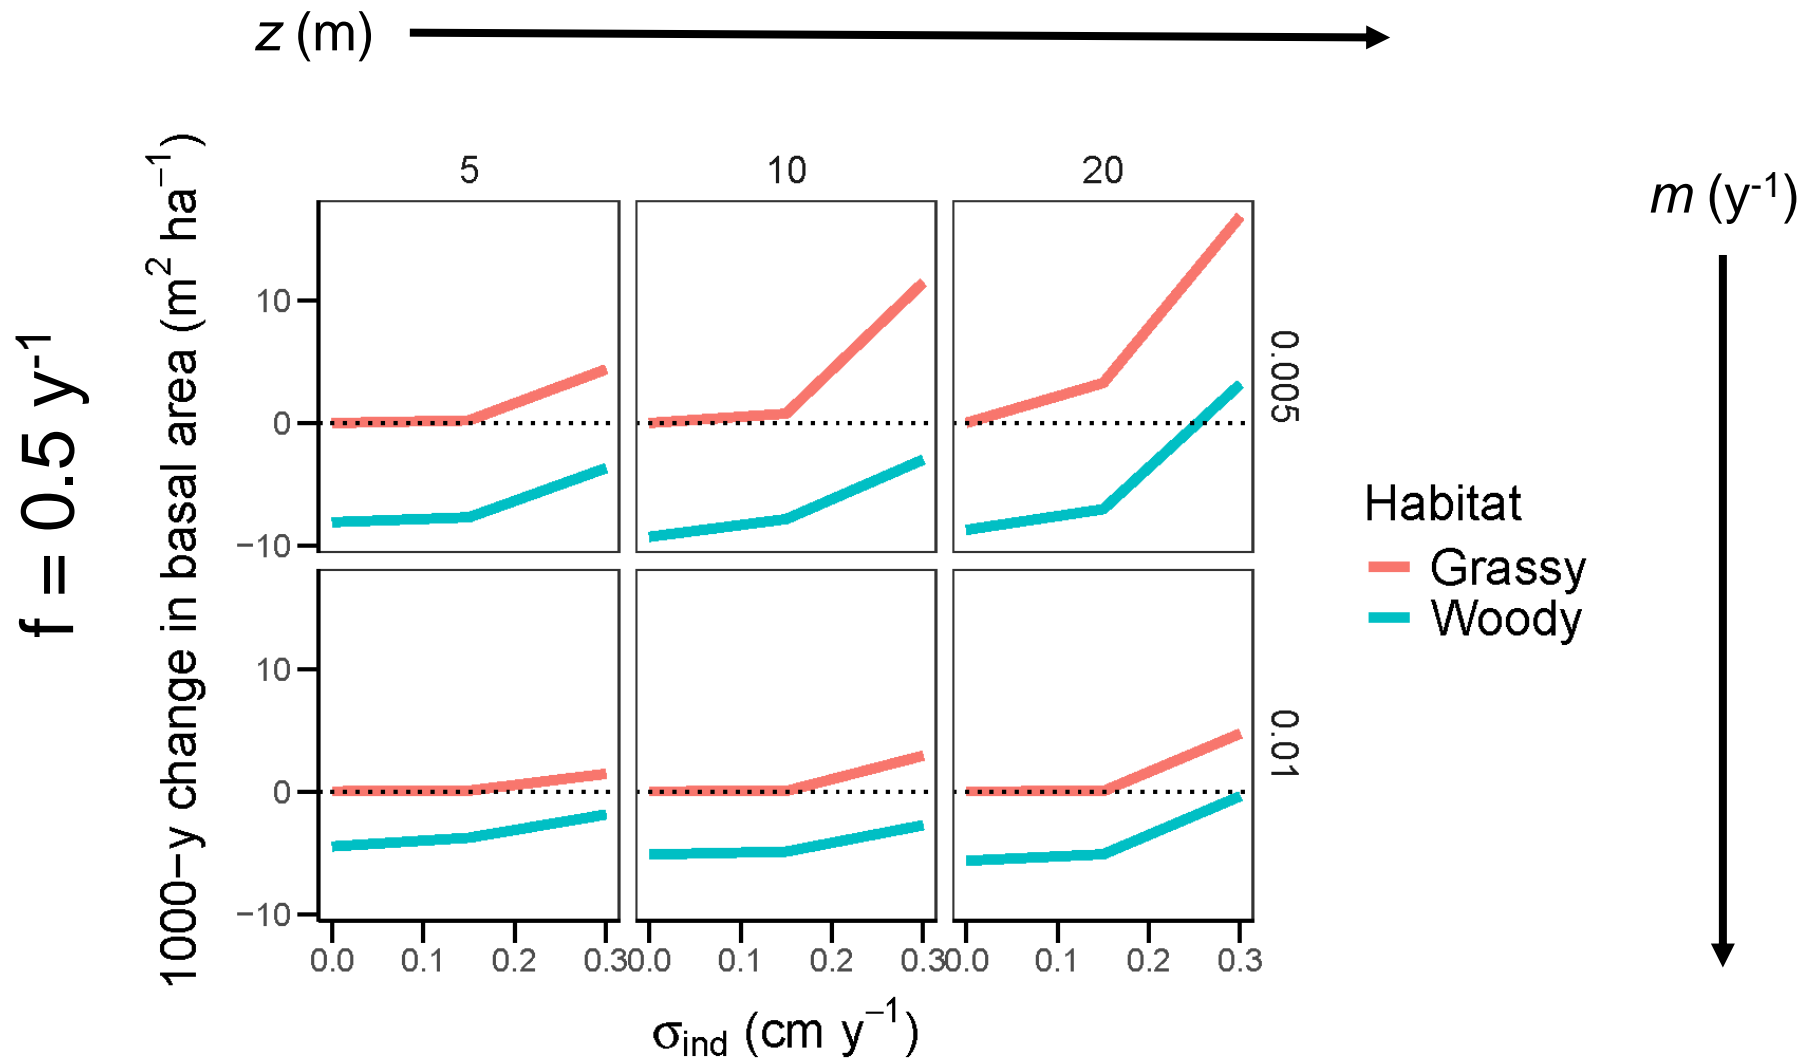 z (m)
5 10 20
m (y-1)
f = 0.5 y-1
1000−y change in basal area (m2 ha−1)
10
0
−10
0.005
10
0
−10
0.01
0.0 0.1 0.2 0.3 0.0 0.1 0.2 0.3 0.0 0.1 0.2 0.3
σind (cm y−1)
Habitat
Grassy
Woody